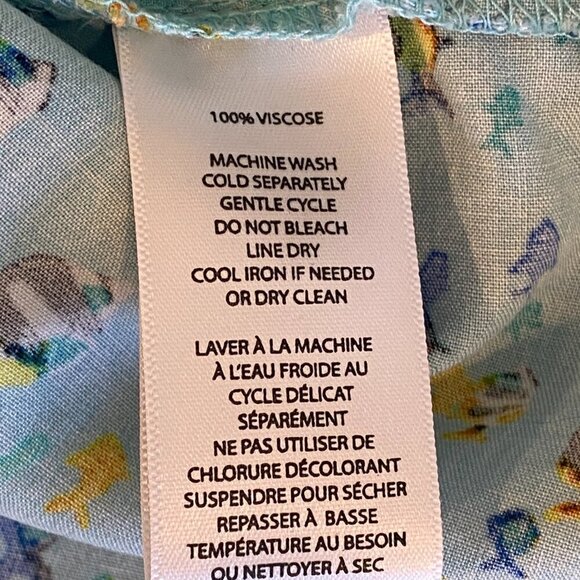 100% VISCOSE
MACHINE WASH
COLD SEPARATELY
GENTLE CYCLE
DO NOT BLEACH
LINE DRY
COOL IRON IF NEEDED
OR DRY CLEAN
LAVER À LA MACHINE
À L'EAU FROIDE AU
CYCLE DÉLICAT
SÉPARÉMENT
NE PAS UTILISER DE
CHLORURE DÉCOLORANT
SUSPENDRE POUR SÉCHER
REPASSER À BASSE
TEMPÉRATURE AU BESOIN
OU NETTOYER À SEC